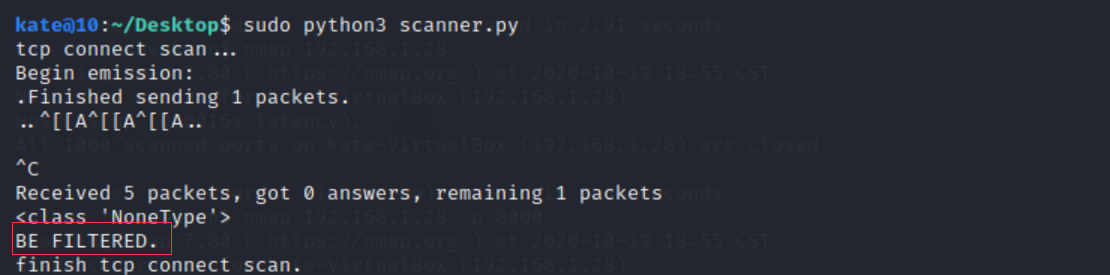 kate@10:~/Desktop$ sudo python3 scanner.py
tcp connect scan...
Begin emission:
.Finished sending 1 packets.
..^[[A^[[A^[[A..
^C
Received 5 packets, got 0 answers, remaining 1 packets
<class 'NoneType'>
BE FILTERED.
finish tcp connect scan.